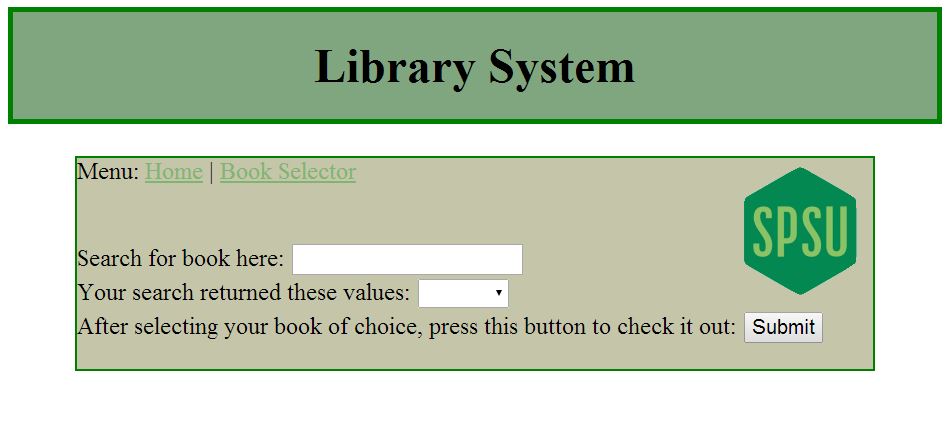 Library System
Menu: Home | Book Selector
SPSU
Search for book here:
Your search returned these values:
After selecting your book of choice, press this button to check it out: Submit